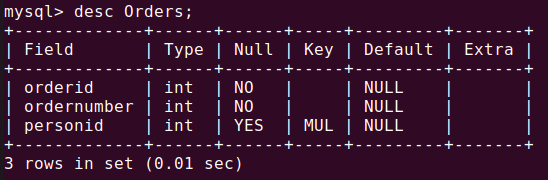 mysql> desc Orders;
+-------------+------+------+-----+---------+-------+
| Field       | Type | Null | Key | Default | Extra |
+-------------+------+------+-----+---------+-------+
| orderid     | int  | NO   |     | NULL    |       |
| ordernumber | int  | NO   |     | NULL    |       |
| personid    | int  | YES  | MUL | NULL    |       |
+-------------+------+------+-----+---------+-------+
3 rows in set (0.01 sec)